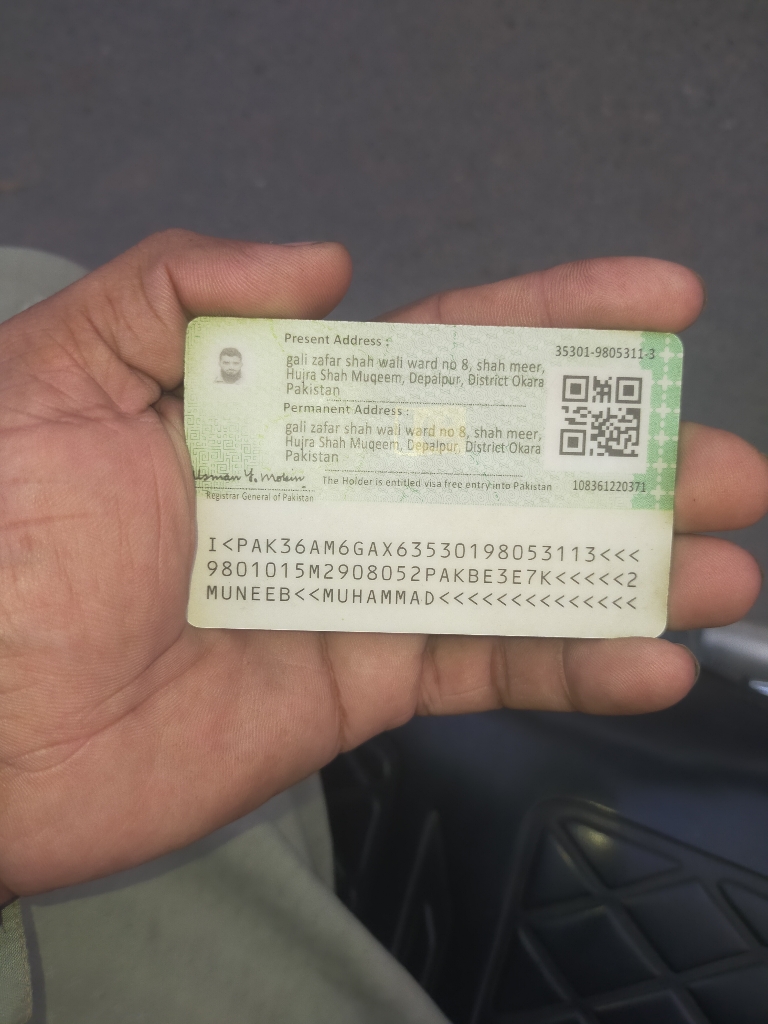 Present Address :
35301-9805311-3
gali zafar shah wali ward no 8, shah meer,
Hujra Shah Muqeem, Depalpur, District Okara
Pakistan
Permanent Address :
gali zafar shah wali ward no 8, shah meer,
Hujra Shah Muqeem, Depalpur, District Okara
Pakistan
Usman Y. Mobin
The Holder is entitled visa free entry into Pakistan
108361220371
Registrar General of Pakistan
I<PAK36AM6GAX63530198053113<<<
9801015M2908052PAKBE3E7K<<<<<2
MUNEEB<<MUHAMMAD<<<<<<<<<<<<<<